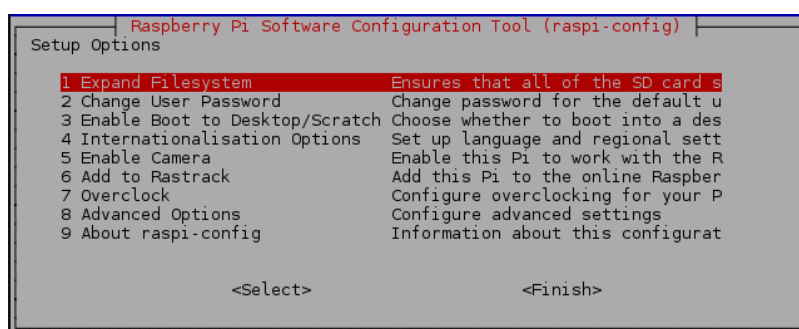 Raspberry Pi Software Configuration Tool (raspi-config)
Setup Options
1 Expand Filesystem Ensures that all of the SD card s
2 Change User Password Change password for the default u
3 Enable Boot to Desktop/Scratch Choose whether to boot into a des
4 Internationalisation Options Set up language and regional sett
5 Enable Camera Enable this Pi to work with the R
6 Add to Rastrack Add this Pi to the online Raspber
7 Overclock Configure overclocking for your P
8 Advanced Options Configure advanced settings
9 About raspi-config Information about this configurat
<Select> <Finish>